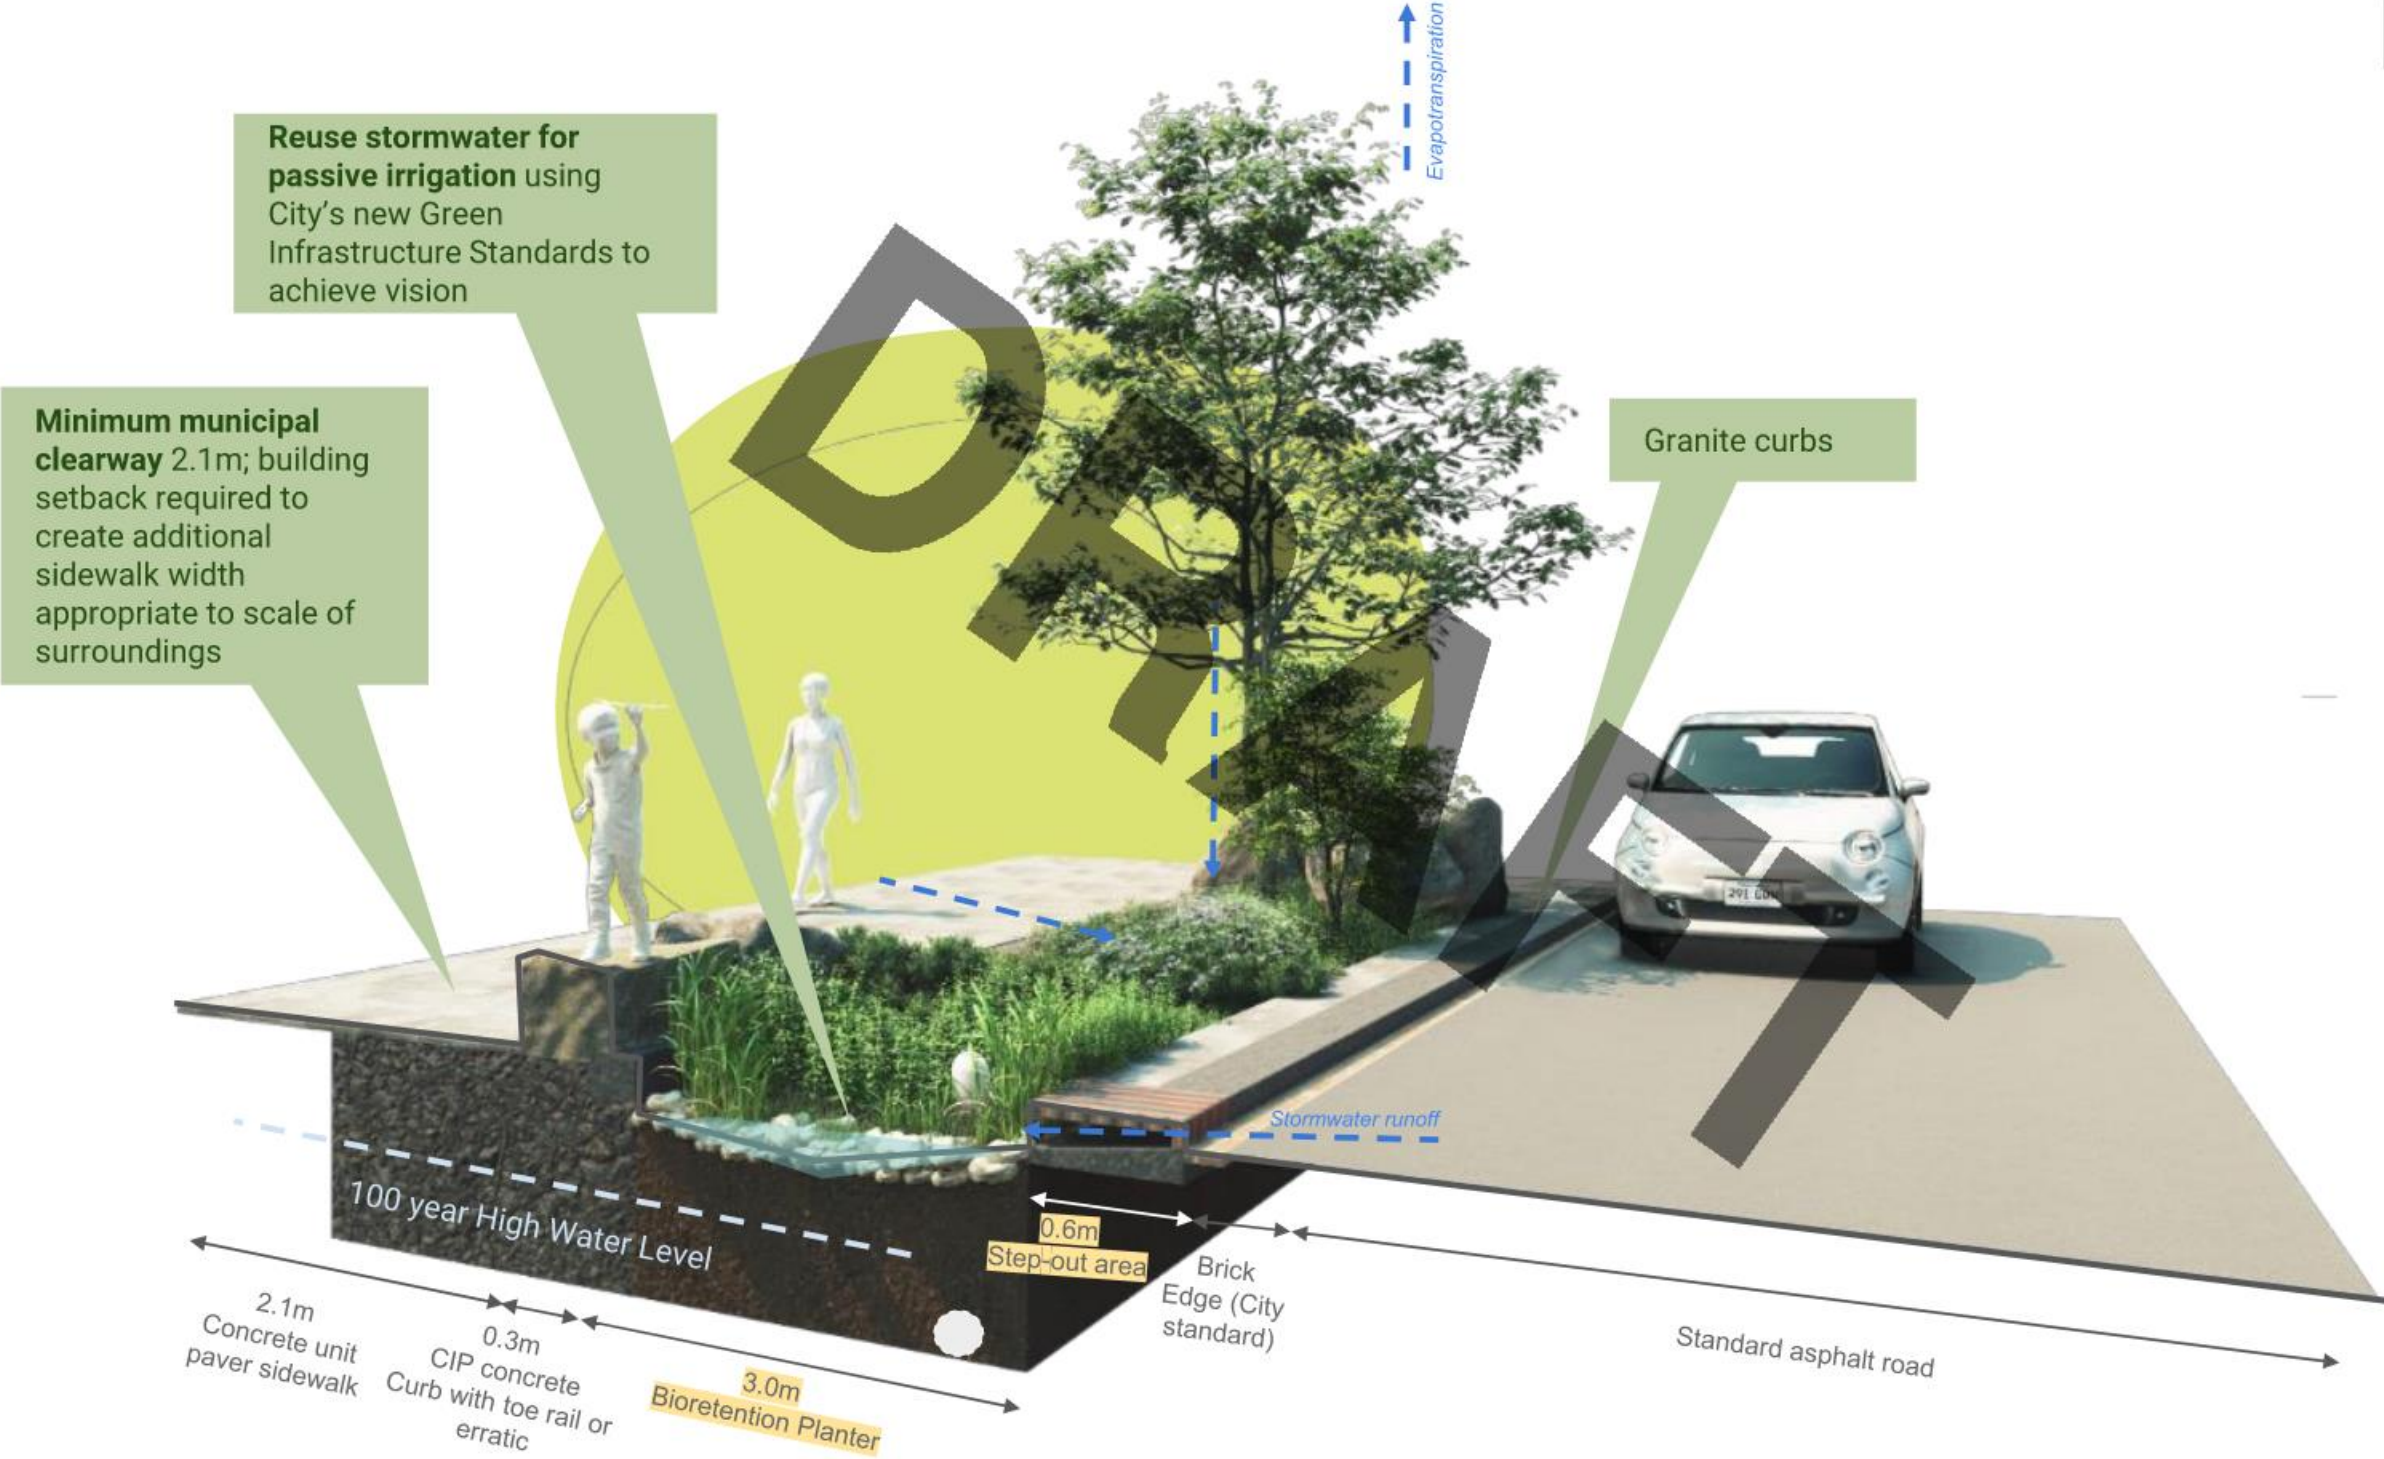 Evapotranspiration
Reuse stormwater for
passive irrigation using
City's new Green
Infrastructure Standards to
achieve vision
Minimum municipal
clearway 2.1m; building
setback required to
create additional
sidewalk width
appropriate to scale of
surroundings
Granite curbs
DRAFT
Stormwater runoff
100 year High Water Level
2.1m
Concrete unit
paver sidewalk
0.3m
CIP concrete
Curb with toe rail or
erratic
3.0m
Bioretention Planter
0.6m
Step-out area
Brick
Edge (City
standard)
Standard asphalt road